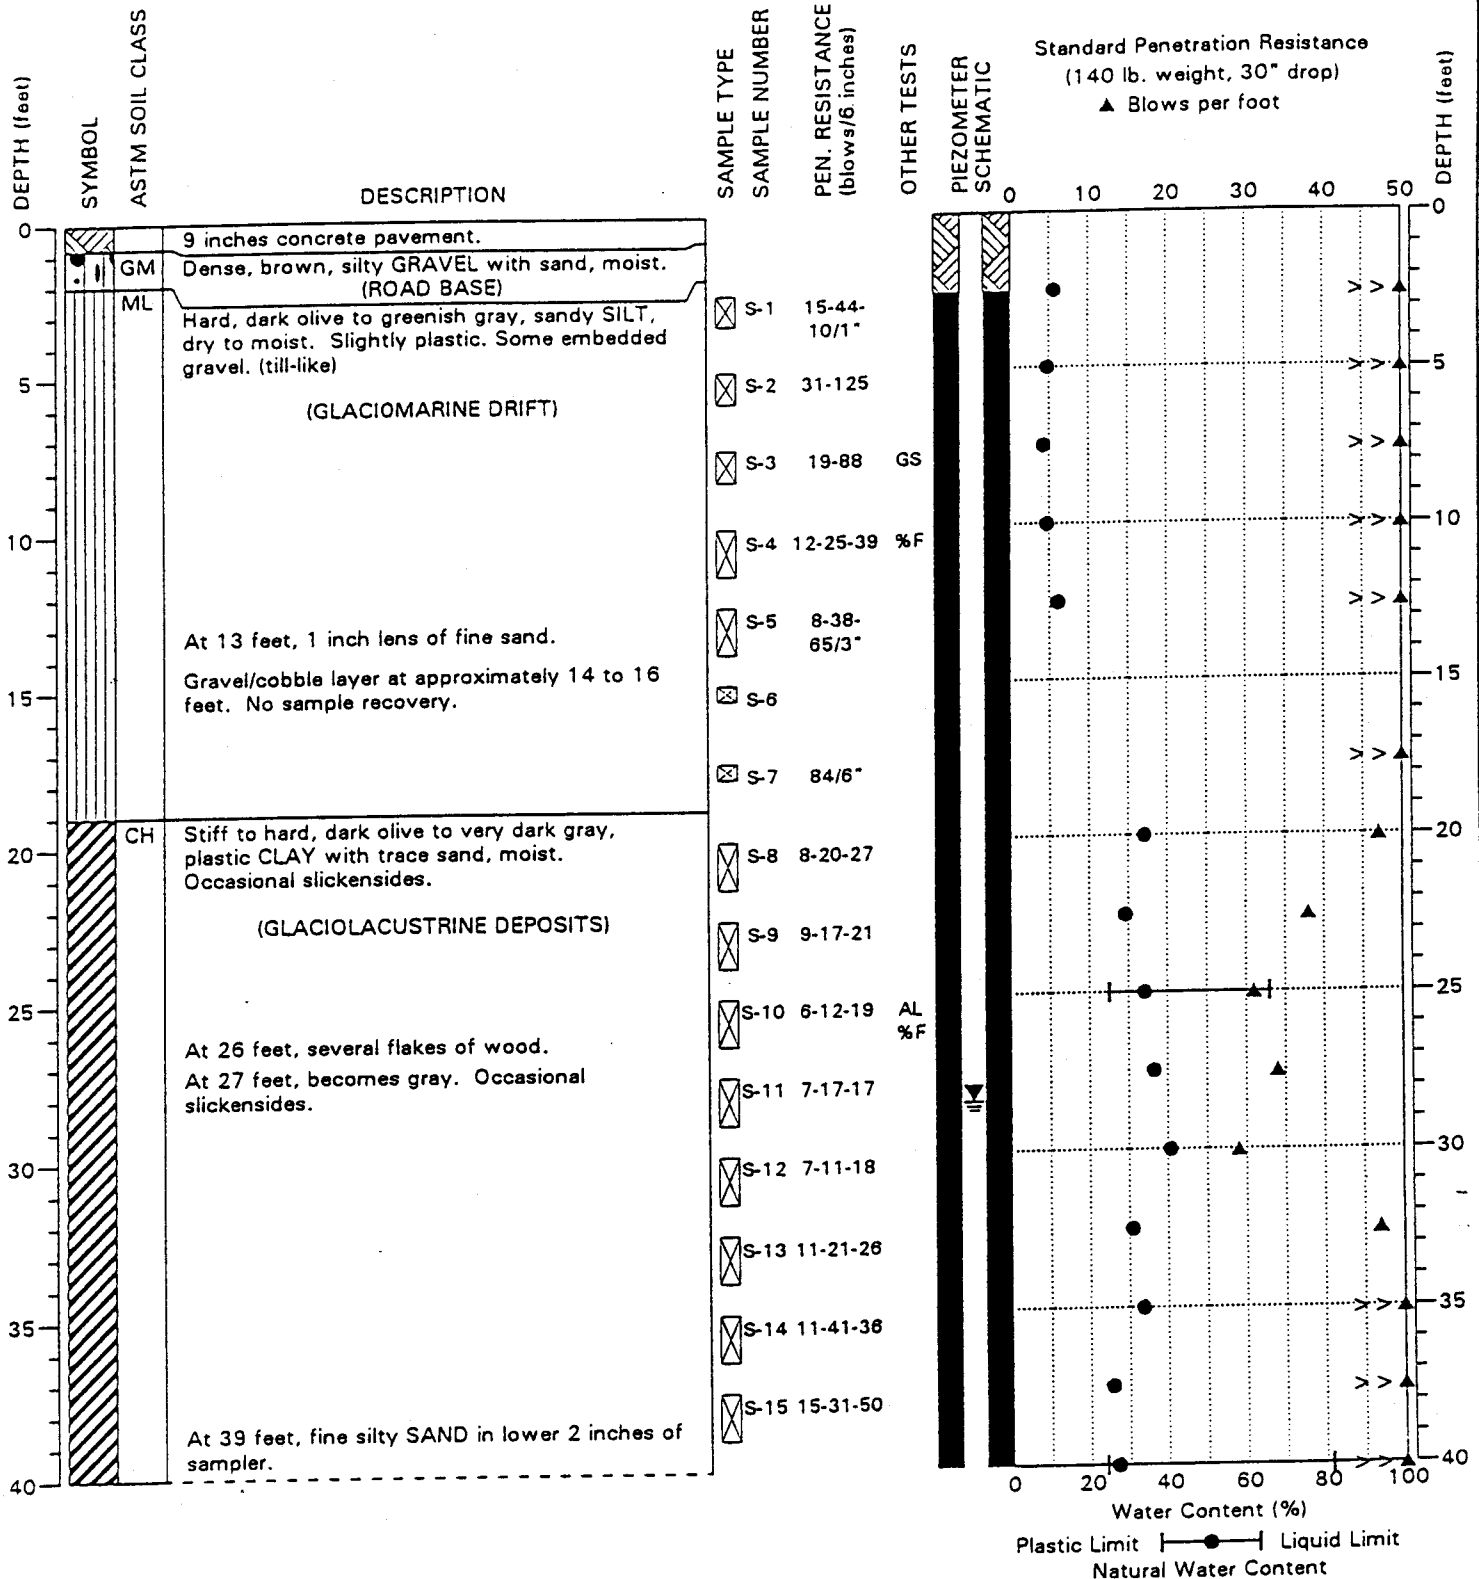 DEPTH (feet)
SYMBOL
ASTM SOIL CLASS
DESCRIPTION
SAMPLE TYPE
SAMPLE NUMBER
PEN. RESISTANCE
(blows/6 inches)
OTHER TESTS
PIEZOMETER
SCHEMATIC
Standard Penetration Resistance
(140 lb. weight, 30" drop)
▲ Blows per foot
DEPTH (feet)
0 10 20 30 40 50
0
5
10
15
20
25
30
35
40
9 inches concrete pavement.
GM
Dense, brown, silty GRAVEL with sand, moist.
(ROAD BASE)
ML
Hard, dark olive to greenish gray, sandy SILT,
dry to moist. Slightly plastic. Some embedded
gravel. (till-like)
(GLACIOMARINE DRIFT)
At 13 feet, 1 inch lens of fine sand.
Gravel/cobble layer at approximately 14 to 16
feet. No sample recovery.
CH
Stiff to hard, dark olive to very dark gray,
plastic CLAY with trace sand, moist.
Occasional slickensides.
(GLACIOLACUSTRINE DEPOSITS)
At 26 feet, several flakes of wood.
At 27 feet, becomes gray. Occasional
slickensides.
At 39 feet, fine silty SAND in lower 2 inches of
sampler.
S-1 15-44-
10/1"
S-2 31-125
S-3 19-88 GS
S-4 12-25-39 %F
S-5 8-38-
65/3"
S-6
S-7 84/6"
S-8 8-20-27
S-9 9-17-21
S-10 6-12-19 AL
%F
S-11 7-17-17
S-12 7-11-18
S-13 11-21-26
S-14 11-41-36
S-15 15-31-50
>>
>>
>>
>>
>>
>>
>>
>>
>>
0
5
10
15
20
25
30
35
40
0 20 40 60 80 100
Water Content (%)
Plastic Limit Liquid Limit
Natural Water Content